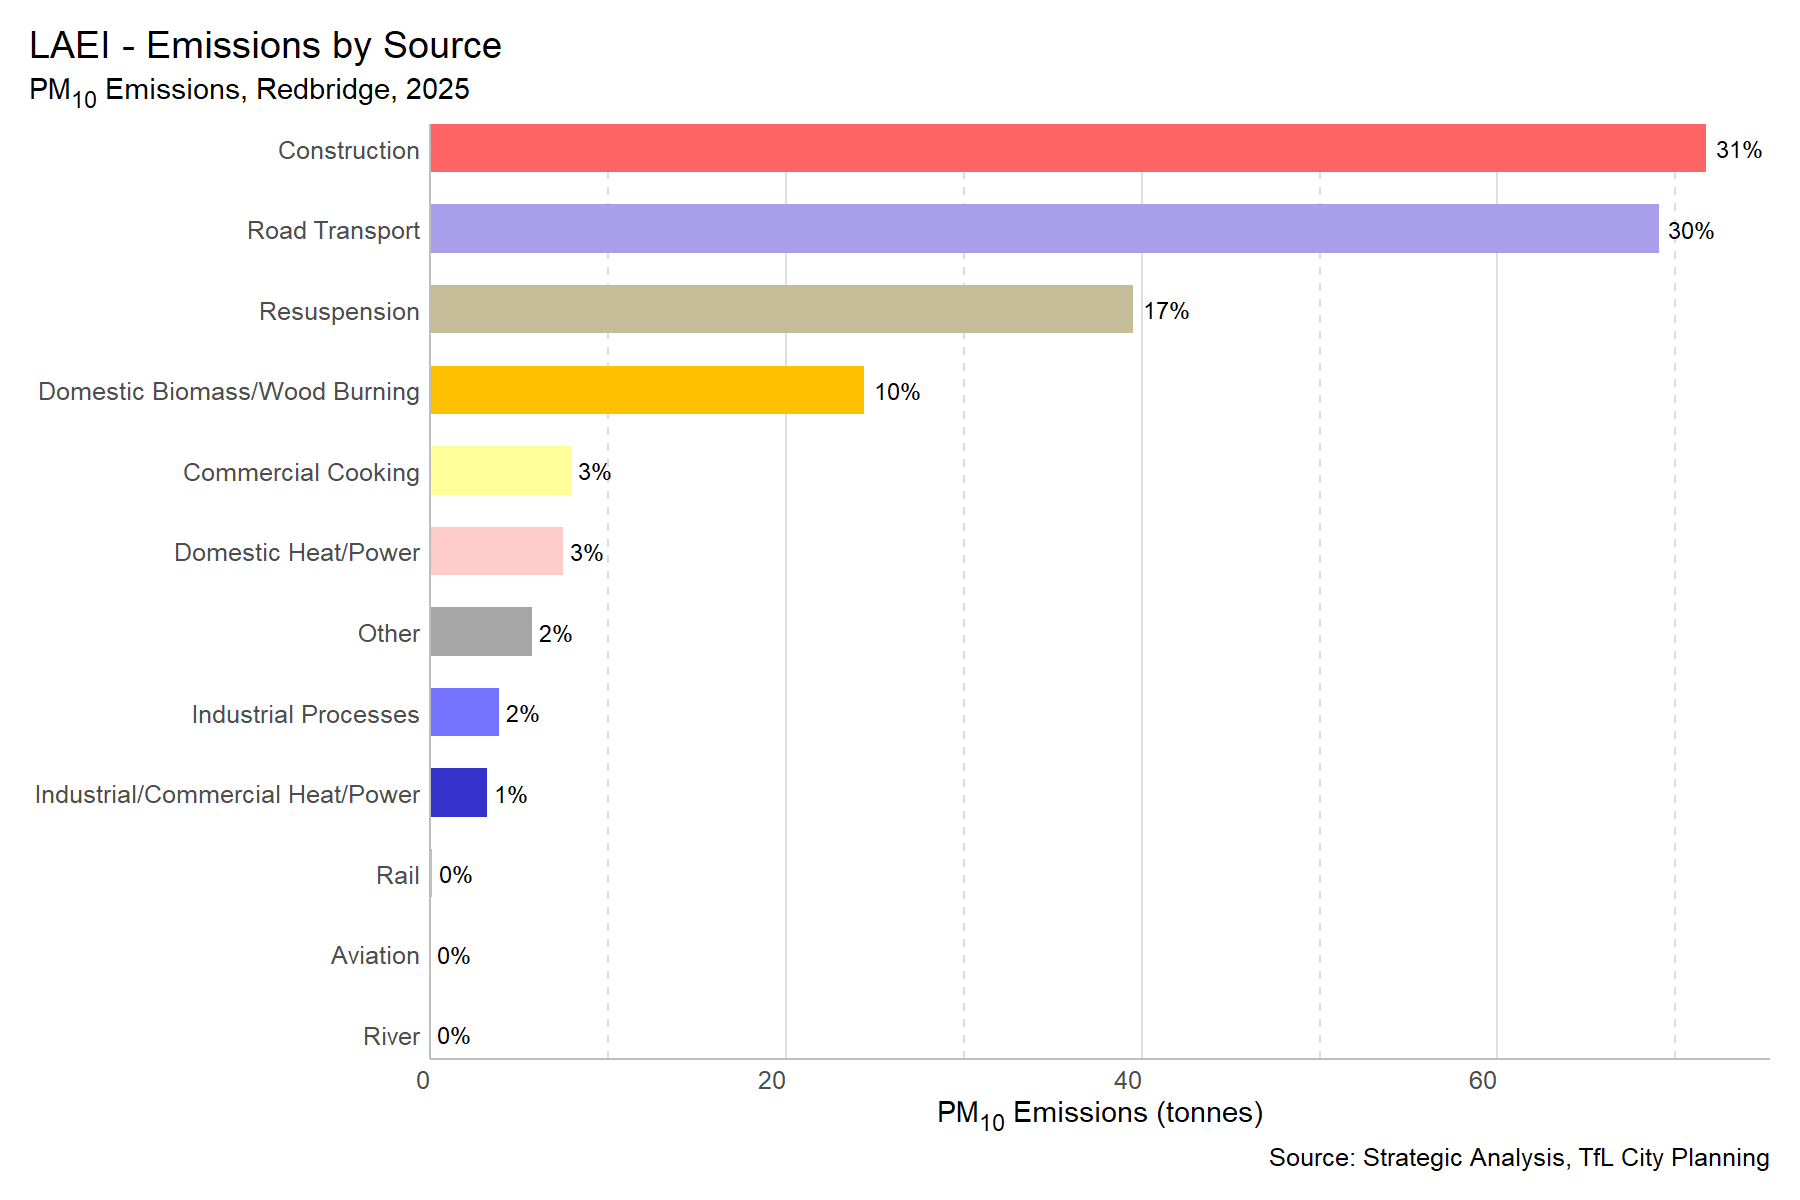 LAEI - Emissions by Source
PM10 Emissions, Redbridge, 2025
Construction 31%
Road Transport 30%
Resuspension 17%
Domestic Biomass/Wood Burning 10%
Commercial Cooking 3%
Domestic Heat/Power 3%
Other 2%
Industrial Processes 2%
Industrial/Commercial Heat/Power 1%
Rail 0%
Aviation 0%
River 0%
0 20 40 60
PM10 Emissions (tonnes)
Source: Strategic Analysis, TfL City Planning